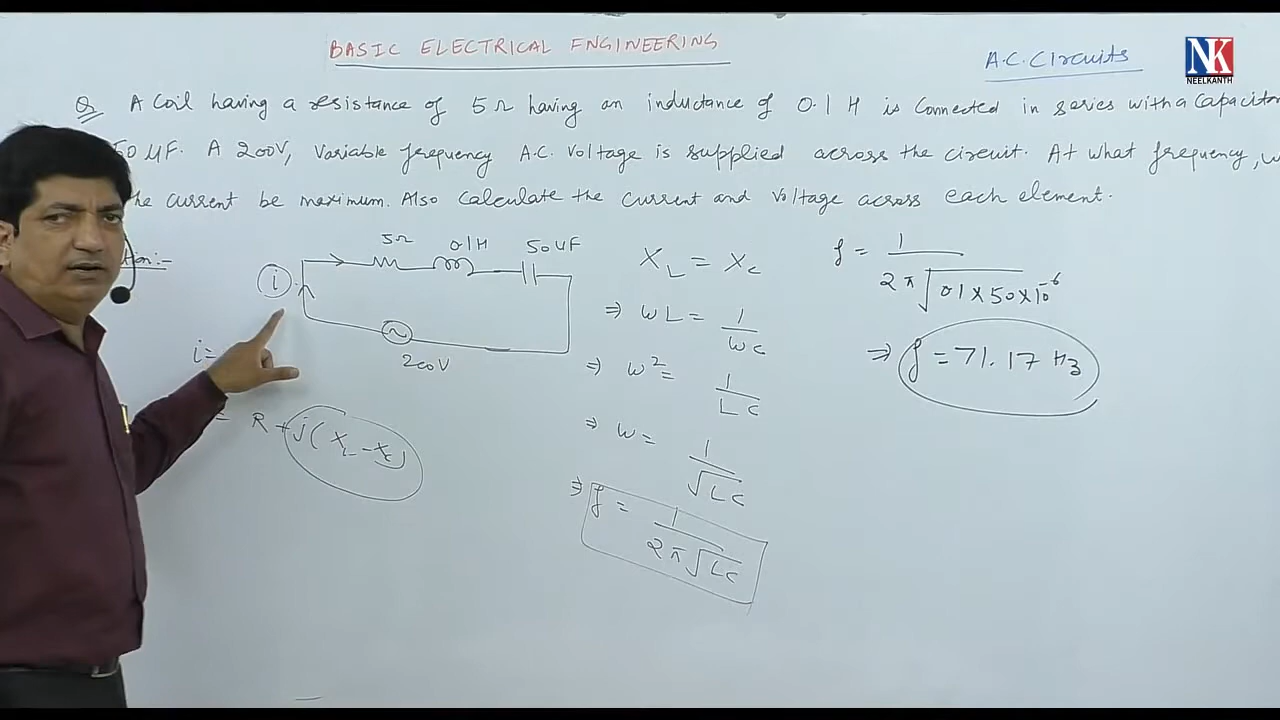 BASIC ELECTRICAL ENGINEERING
A.C. Circuits
NK
NEELKANTH
Q. A Coil having a resistance of 5Ω having an inductance of 0.1 H is Connected in series with a Capacitor
50 μF. A 200V, Variable frequency A.C. Voltage is supplied across the circuit. At what frequency,
the current be maximum. Also Calculate the current and Voltage across each element.
5Ω 0.1H 50 μF
i
200V
i =
= R + j(X_L - X_C)
X_L = X_C
⇒ ωL = 1/ωC
⇒ ω² = 1/LC
⇒ ω = 1/√LC
⇒ f = 1/2π√LC
f = 1/2π√0.1×50×10⁻⁶
⇒ f = 71.17 Hz